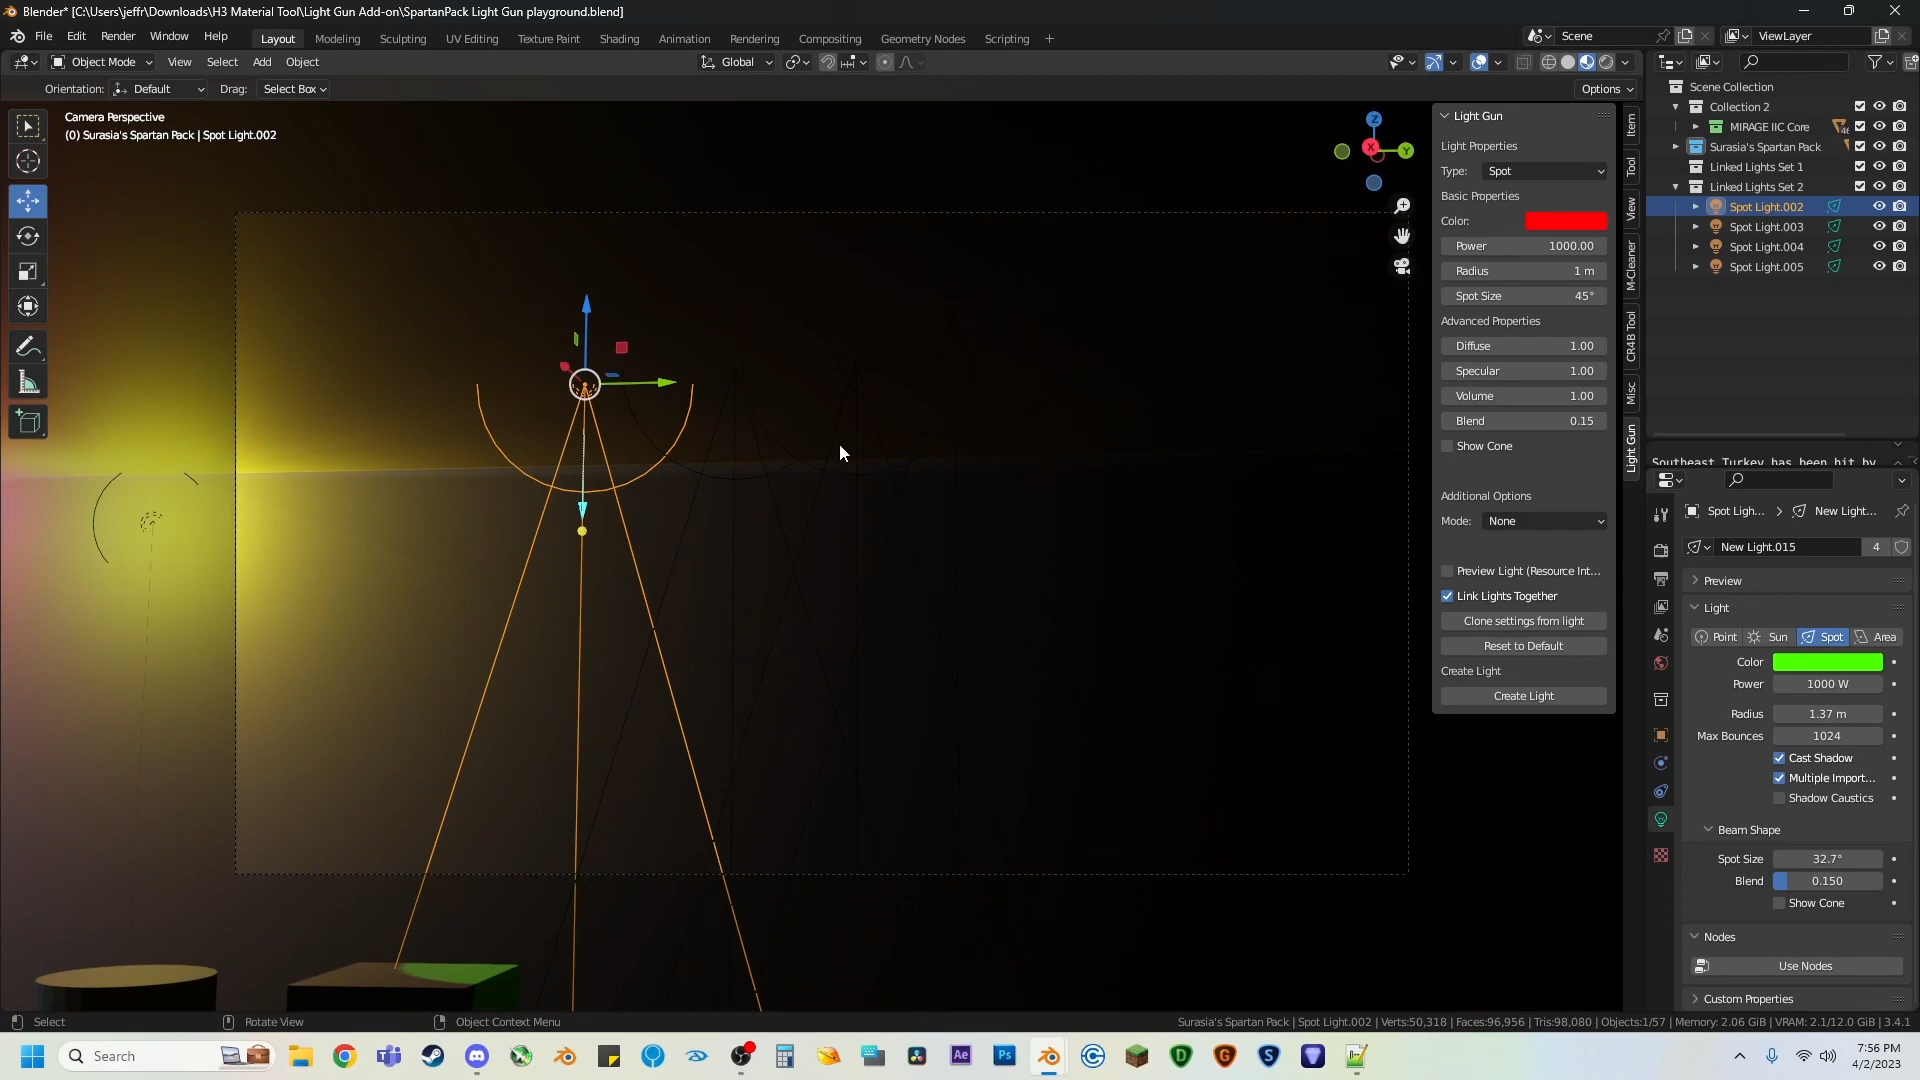 Blender* [C:\Users\jeffr\Downloads\H3 Material Tool\Light Gun Add-on\SpartanPack Light Gun playground.blend]
File Edit Render Window Help Layout Modeling Sculpting UV Editing Texture Paint Shading Animation Rendering Compositing Geometry Nodes Scripting + Scene ViewLayer
Object Mode View Select Add Object Global
Orientation: Default Drag: Select Box Options
Camera Perspective
(0) Surasia's Spartan Pack | Spot Light.002
Z
X
Y
Light Gun
Light Properties
Type: Spot
Basic Properties
Color:
Power 1000.00
Radius 1 m
Spot Size 45°
Advanced Properties
Diffuse 1.00
Specular 1.00
Volume 1.00
Blend 0.15
Show Cone
Additional Options
Mode: None
Preview Light (Resource Int...
Link Lights Together
Clone settings from light
Reset to Default
Create Light
Create Light
Item
Tool
View
M-Cleaner
CR4B Tool
Misc
Light Gun
Scene Collection
Collection 2
MIRAGE IIC Core
Surasia's Spartan Pack
Linked Lights Set 1
Linked Lights Set 2
Spot Light.002
Spot Light.003
Spot Light.004
Spot Light.005
Southeast Turkey has been hit by
Spot Ligh... > New Light...
New Light.015 4
Preview
Light
Point Sun Spot Area
Color
Power 1000 W
Radius 1.37 m
Max Bounces 1024
Cast Shadow
Multiple Import...
Shadow Caustics
Beam Shape
Spot Size 32.7°
Blend 0.150
Show Cone
Nodes
Use Nodes
Custom Properties
Select Rotate View Object Context Menu Surasia's Spartan Pack | Spot Light.002 | Verts:50,318 | Faces:96,956 | Tris:98,080 | Objects:1/57 | Memory: 2.06 GiB | VRAM: 2.1/12.0 GiB | 3.4.1
Search
Ae
Ps
D
G
S
7:56 PM
4/2/2023